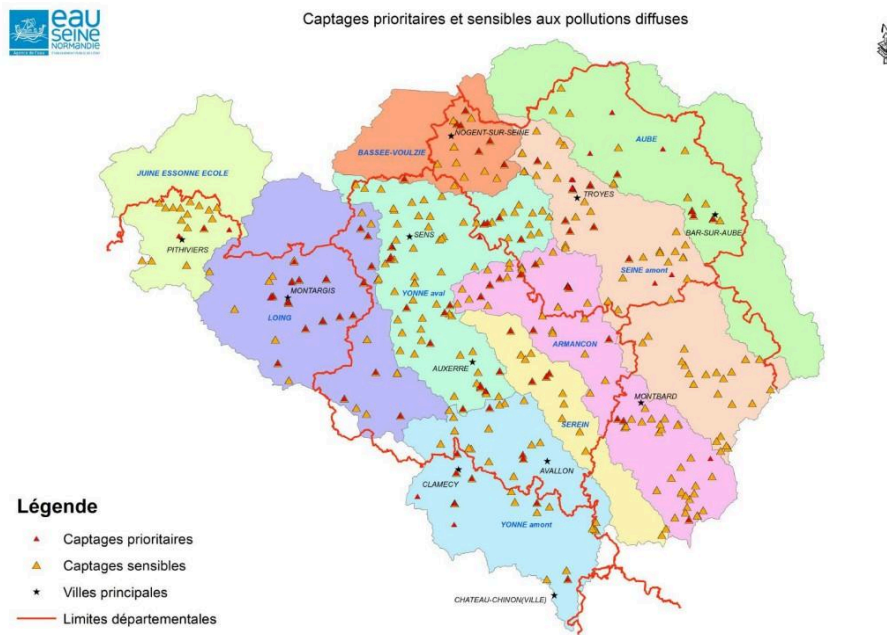 Captages prioritaires et sensibles aux pollutions diffuses
eau
SEINE
NORMANDIE
NOGENT-SUR-SEINE
BASSEE-VOULZIE
AUBE
JUINE ESSONNE ECOLE
TROYES
BAR-SUR-AUBE
SENS
PITHIVIERS
SEINE amont
YONNE aval
MONTARGIS
LOING
ARMANCON
AUXERRE
MONTBARD
SEREIN
AVALLON
CLAMECY
YONNE amont
CHATEAU-CHINON(VILLE)
Légende
Captages prioritaires
Captages sensibles
Villes principales
Limites départementales